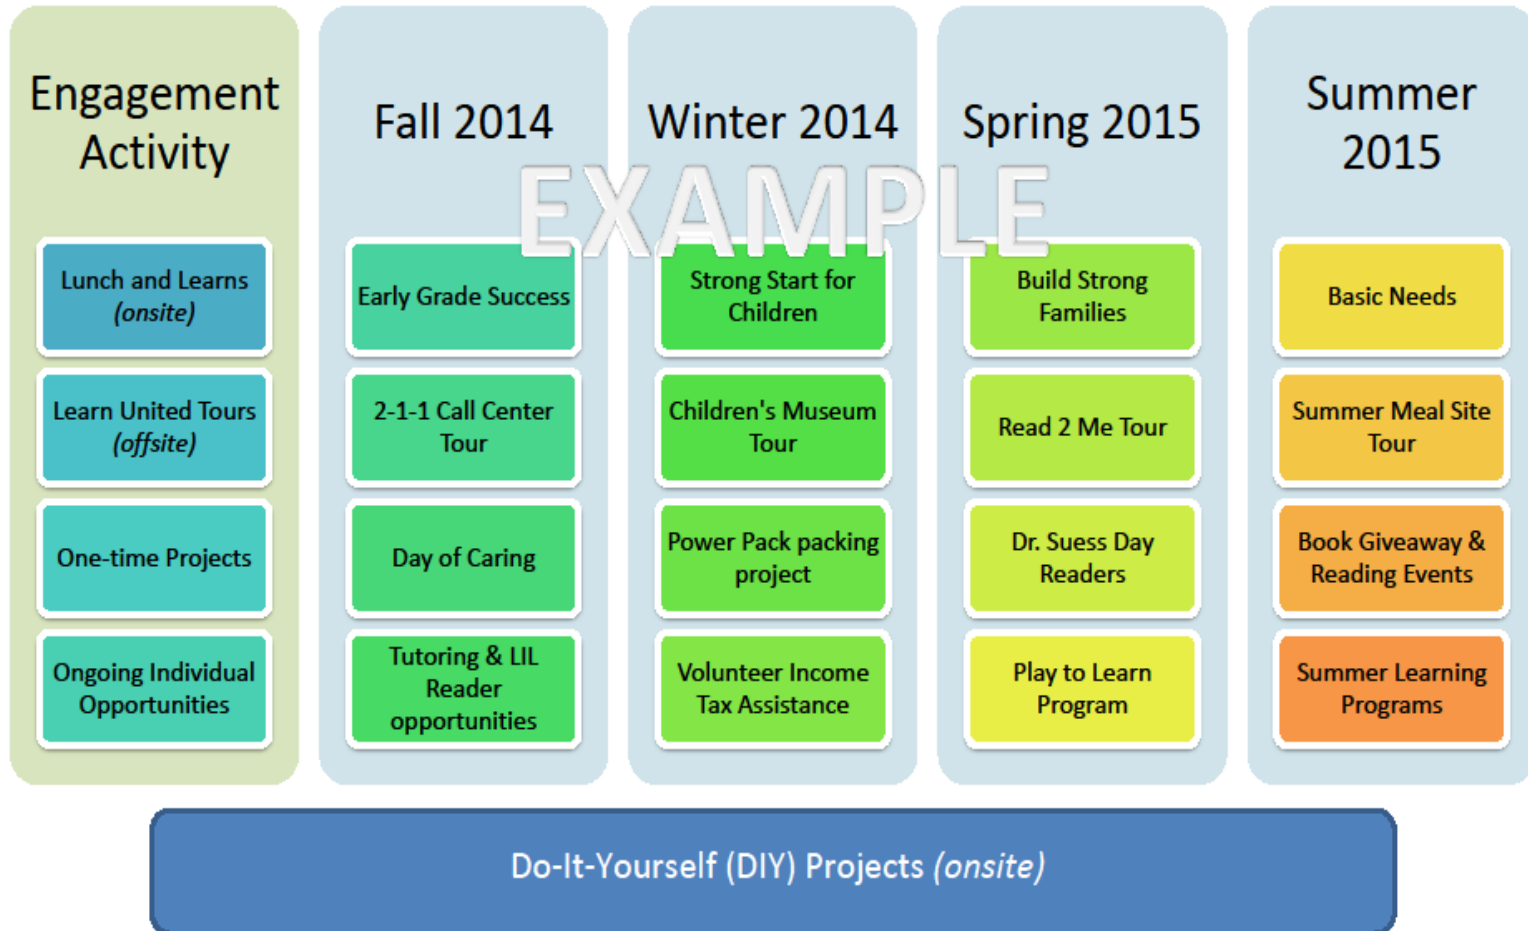 Engagement
Activity
Fall 2014
Winter 2014
Spring 2015
Summer
2015
EXAMPLE
Lunch and Learns
(onsite)
Early Grade Success
Strong Start for
Children
Build Strong
Families
Basic Needs
Learn United Tours
(offsite)
2-1-1 Call Center
Tour
Children's Museum
Tour
Read 2 Me Tour
Summer Meal Site
Tour
One-time Projects
Day of Caring
Power Pack packing
project
Dr. Suess Day
Readers
Book Giveaway &
Reading Events
Ongoing Individual
Opportunities
Tutoring & LIL
Reader
opportunities
Volunteer Income
Tax Assistance
Play to Learn
Program
Summer Learning
Programs
Do-It-Yourself (DIY) Projects (onsite)